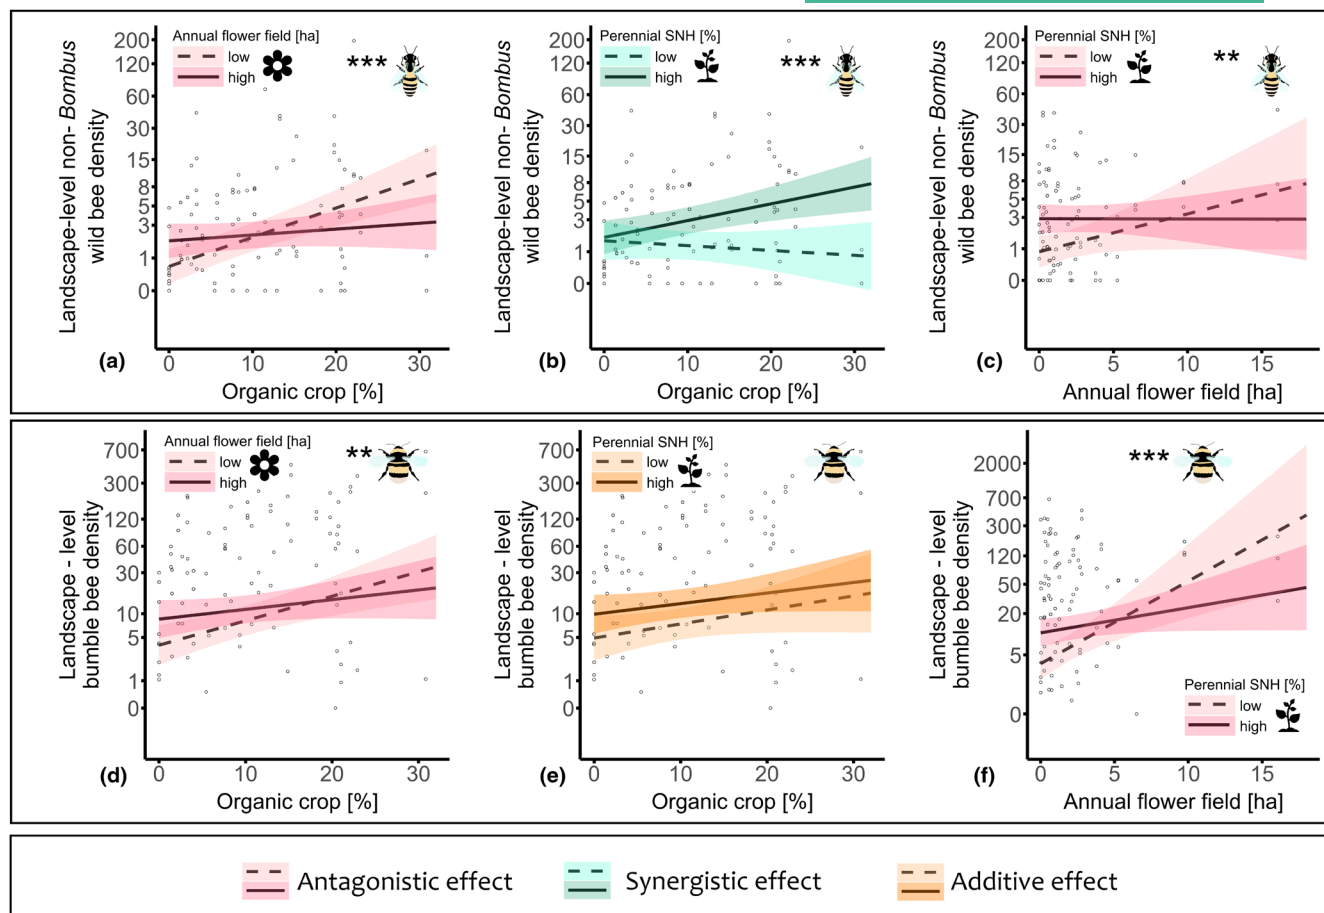 Landscape-level non- Bombus
wild bee density
Annual flower field [ha]
low
high
***
200
120
60
30
15
8
5
3
1
0
0
10
20
30
(a)
Organic crop [%]
Landscape-level non- Bombus
wild bee density
Perennial SNH [%]
low
high
***
200
120
60
30
15
8
5
3
1
0
0
10
20
30
(b)
Organic crop [%]
Landscape-level non- Bombus
wild bee density
Perennial SNH [%]
low
high
**
200
120
60
30
15
8
5
3
1
0
0
5
10
15
(c)
Annual flower field [ha]
Landscape - level
bumble bee density
Annual flower field [ha]
low
high
**
700
300
120
60
30
10
5
1
0
0
10
20
30
(d)
Organic crop [%]
Landscape - level
bumble bee density
Perennial SNH [%]
low
high
700
300
120
60
30
10
5
1
0
0
10
20
30
(e)
Organic crop [%]
Landscape - level
bumble bee density
***
2000
700
300
120
50
20
5
0
Perennial SNH [%]
low
high
0
5
10
15
(f)
Annual flower field [ha]
Antagonistic effect
Synergistic effect
Additive effect